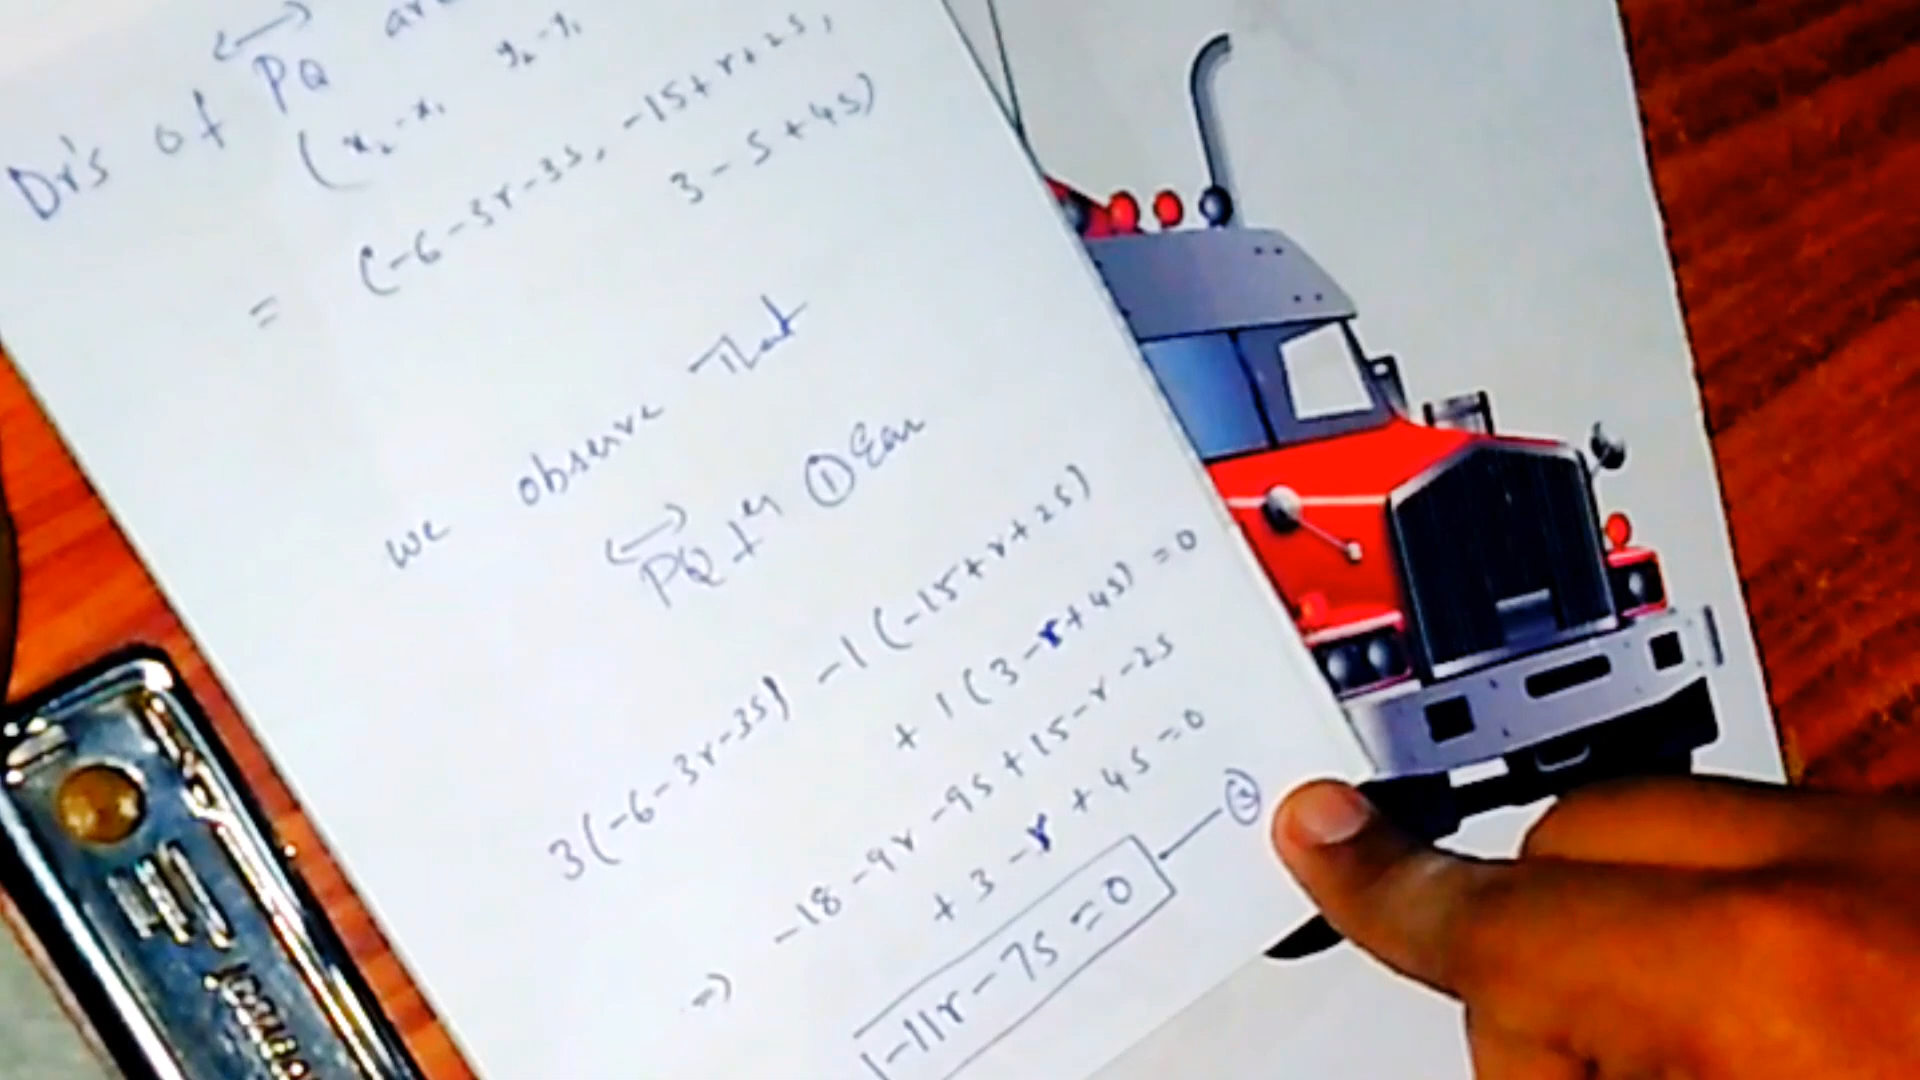 Dr's of PQ are
(x₂-x₁ y₂-y₁
= (-6-3r-3s, -15+r+2s,
3-s+4s)
we observe that
PQ ⊥er ① Ean
3(-6-3r-3s) -1(-15+r+2s)
+1(3-r+4s)=0
-18-9r-9s+15-r-2s
=> +3-r+4s=0
-11r-7s=0